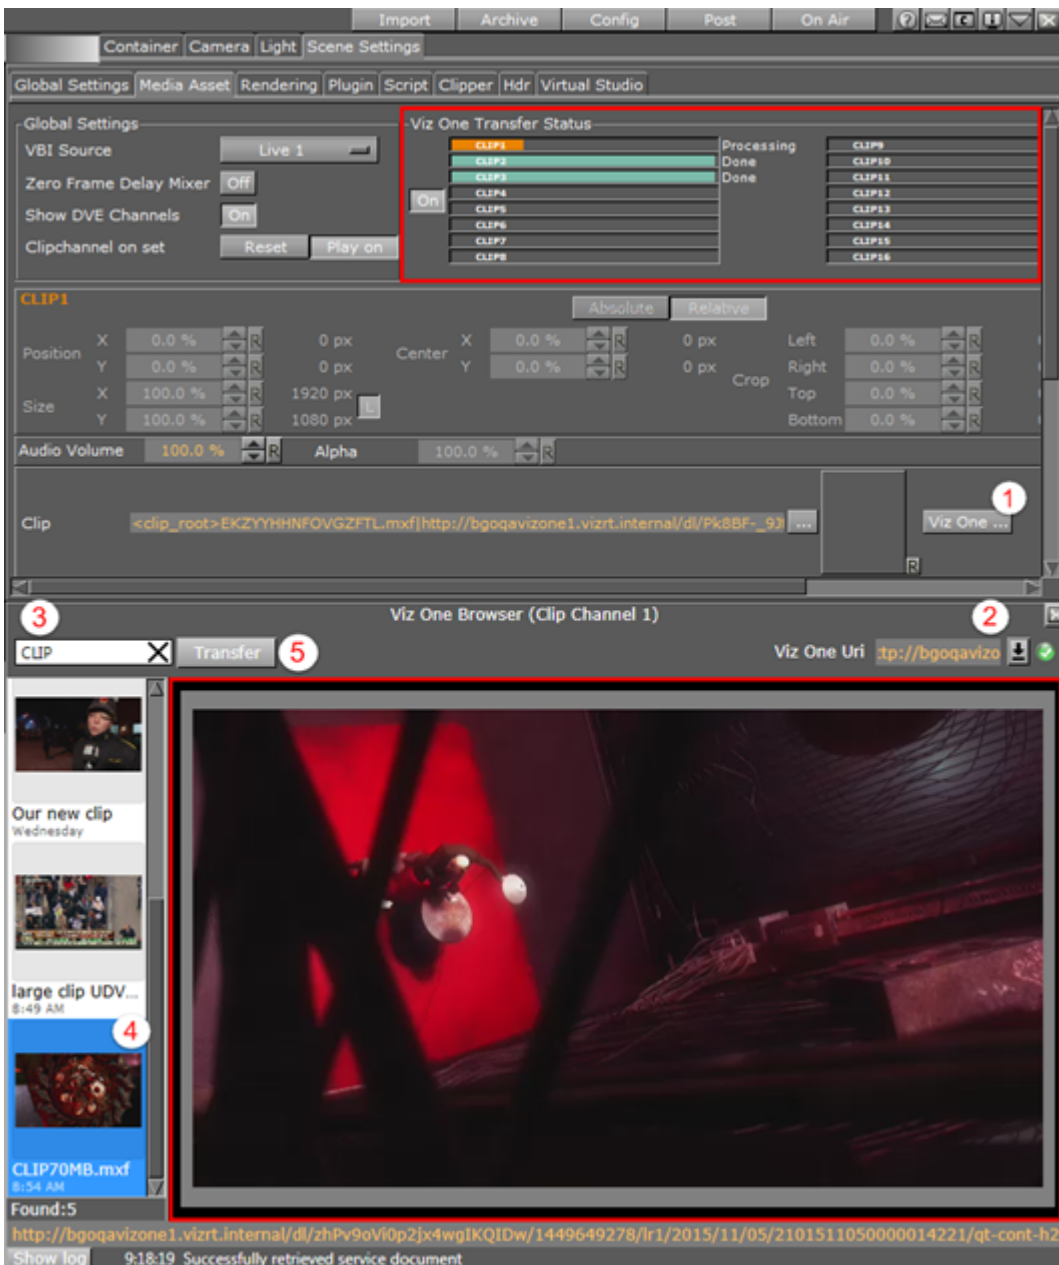 Import Archive Config Post On Air
Container Camera Light Scene Settings
Global Settings Media Asset Rendering Plugin Script Clipper Hdr Virtual Studio
Global Settings
VBI Source Live 1
Zero Frame Delay Mixer Off
Show DVE Channels On
Clipchannel on set Reset Play on
Viz One Transfer Status
On
CLIP1 Processing
CLIP2 Done
CLIP3 Done
CLIP4
CLIP5
CLIP6
CLIP7
CLIP8
CLIP9
CLIP10
CLIP11
CLIP12
CLIP13
CLIP14
CLIP15
CLIP16
CLIP1
Absolute Relative
Position X 0.0 % R 0 px Center X 0.0 % R 0 px Crop Left 0.0 % R
Y 0.0 % R 0 px Y 0.0 % R 0 px Right 0.0 % R
Size X 100.0 % R 1920 px L Top 0.0 % R
Y 100.0 % R 1080 px Bottom 0.0 % R
Audio Volume 100.0 % R Alpha 100.0 % R
1
Clip <clip_root>EKZYYHHNFOVGZFTL.mxf|http://bgoqavizone1.vizrt.internal/dl/Pk8BF-_9J ... Viz One ...
R
Viz One Browser (Clip Channel 1)
3
2
CLIP Transfer 5 Viz One Uri tp://bgoqavizo
Our new clip
Wednesday
large clip UDV...
8:49 AM
4
CLIP70MB.mxf
8:54 AM
Found:5
http://bgoqavizone1.vizrt.internal/dl/zhPv9oVi0p2jx4wgIKQIDw/1449649278/lr1/2015/11/05/2101511050000014221/qt-cont-h2
Show log 9:18:19 Successfully retrieved service document